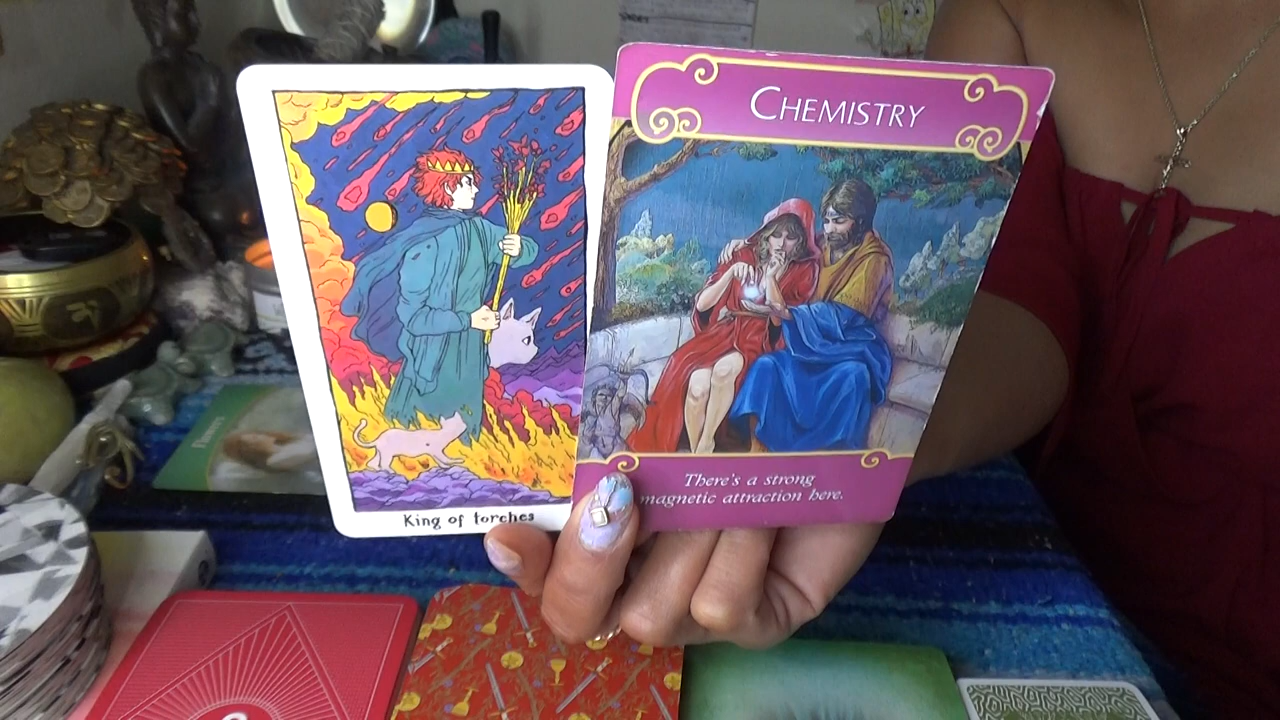 King of torches
CHEMISTRY
There's a strong
magnetic attraction here.